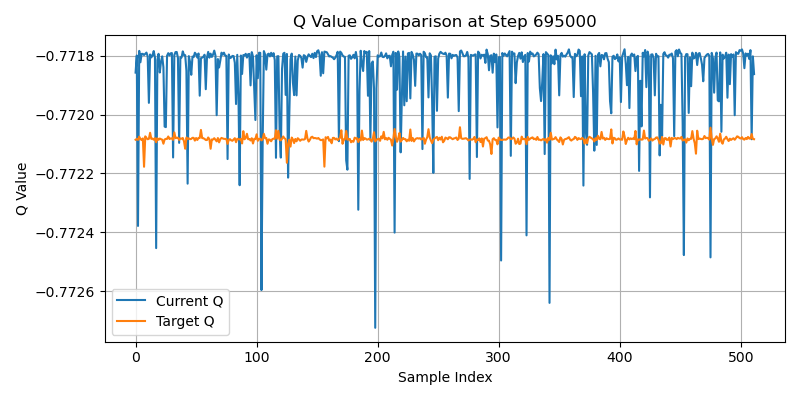 Q Value Comparison at Step 695000
Q Value
−0.7718
−0.7720
−0.7722
−0.7724
−0.7726
Current Q
Target Q
0
100
200
300
400
500
Sample Index